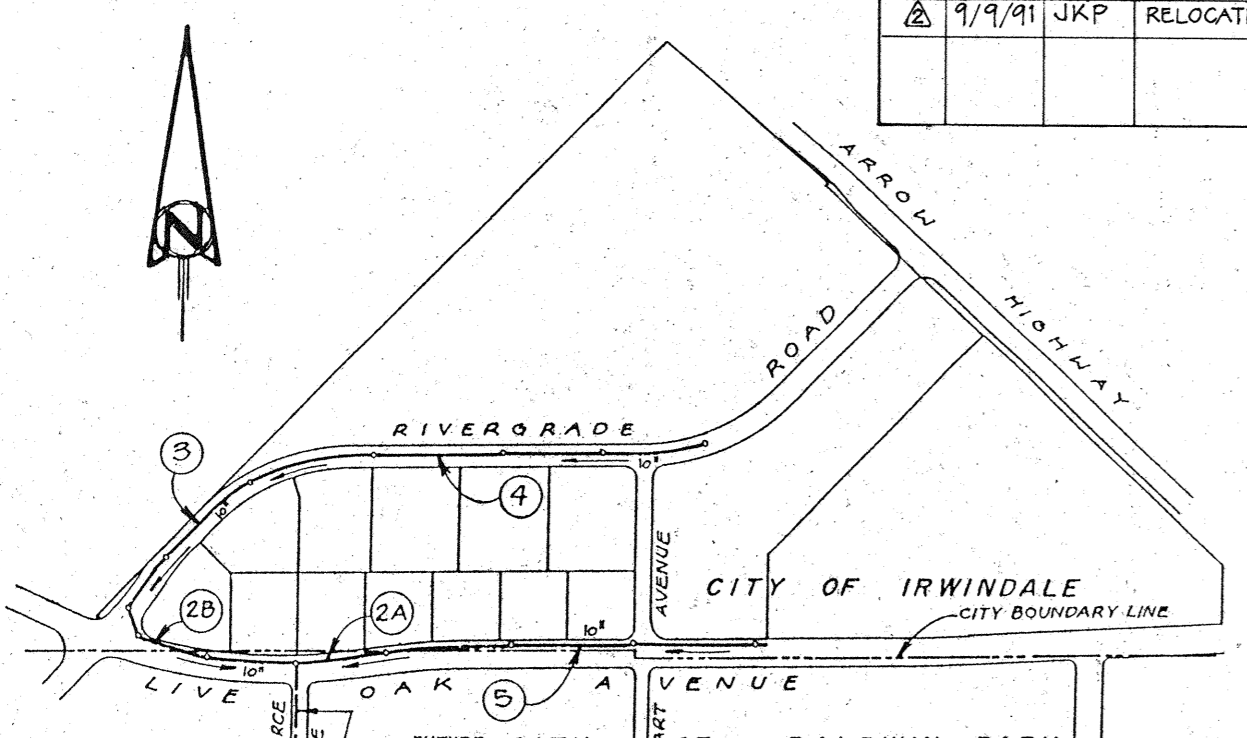 2 9/9/91 JKP
N
ARROW HIGHWAY
ROAD
RIVERGRADE
3
10"
4
10"
AVENUE
CITY OF IRWINDALE
CITY BOUNDARY LINE
2B
2A
10"
10"
LIVE OAK AVENUE
5